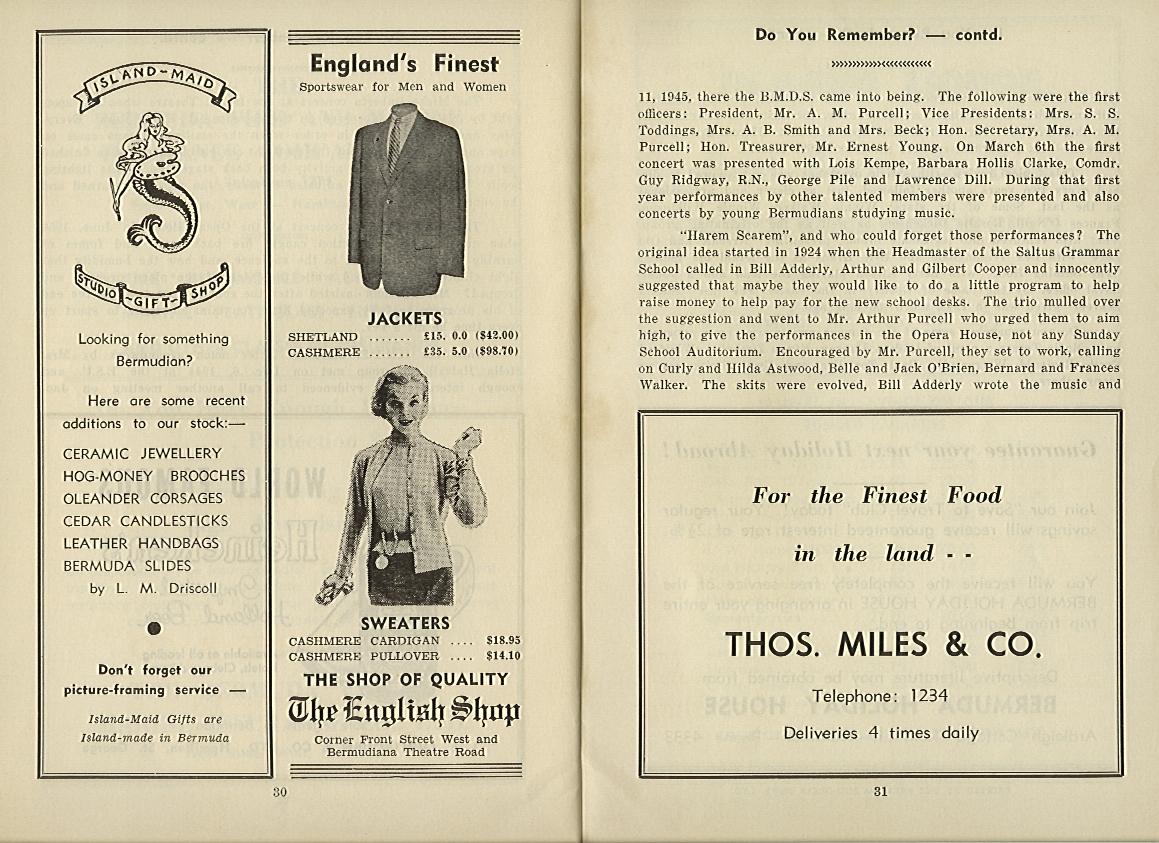 ISLAND-MAID
STUDIO -GIFT- SHOP
Looking for something
Bermudian?
Here are some recent
additions to our stock:—
CERAMIC JEWELLERY
HOG-MONEY BROOCHES
OLEANDER CORSAGES
CEDAR CANDLESTICKS
LEATHER HANDBAGS
BERMUDA SLIDES
by L. M. Driscoll
Don't forget our
picture-framing service —
Island-Maid Gifts are
Island-made in Bermuda
England's Finest
Sportswear for Men and Women
JACKETS
SHETLAND ....... £15. 0.0 ($42.00)
CASHMERE ....... £35. 5.0 ($98.70)
SWEATERS
CASHMERE CARDIGAN .... $18.95
CASHMERE PULLOVER .... $14.10
THE SHOP OF QUALITY
The English Shop
Corner Front Street West and
Bermudiana Theatre Road
30
Do You Remember? — contd.
11, 1945, there the B.M.D.S. came into being. The following were the first
officers: President, Mr. A. M. Purcell; Vice Presidents: Mrs. S. S.
Toddings, Mrs. A. B. Smith and Mrs. Beck; Hon. Secretary, Mrs. A. M.
Purcell; Hon. Treasurer, Mr. Ernest Young. On March 6th the first
concert was presented with Lois Kempe, Barbara Hollis Clarke, Comdr.
Guy Ridgway, R.N., George Pile and Lawrence Dill. During that first
year performances by other talented members were presented and also
concerts by young Bermudians studying music.
"Harem Scarem", and who could forget those performances? The
original idea started in 1924 when the Headmaster of the Saltus Grammar
School called in Bill Adderly, Arthur and Gilbert Cooper and innocently
suggested that maybe they would like to do a little program to help
raise money to help pay for the new school desks. The trio mulled over
the suggestion and went to Mr. Arthur Purcell who urged them to aim
high, to give the performances in the Opera House, not any Sunday
School Auditorium. Encouraged by Mr. Purcell, they set to work, calling
on Curly and Hilda Astwood, Belle and Jack O'Brien, Bernard and Frances
Walker. The skits were evolved, Bill Adderly wrote the music and
For the Finest Food
in the land - -
THOS. MILES & CO.
Telephone: 1234
Deliveries 4 times daily
31